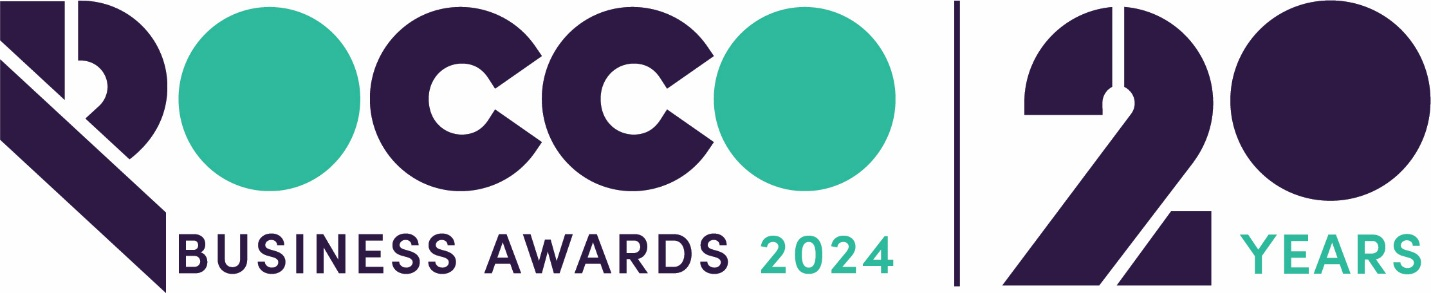 ROCCO
BUSINESS AWARDS 2024
20
YEARS